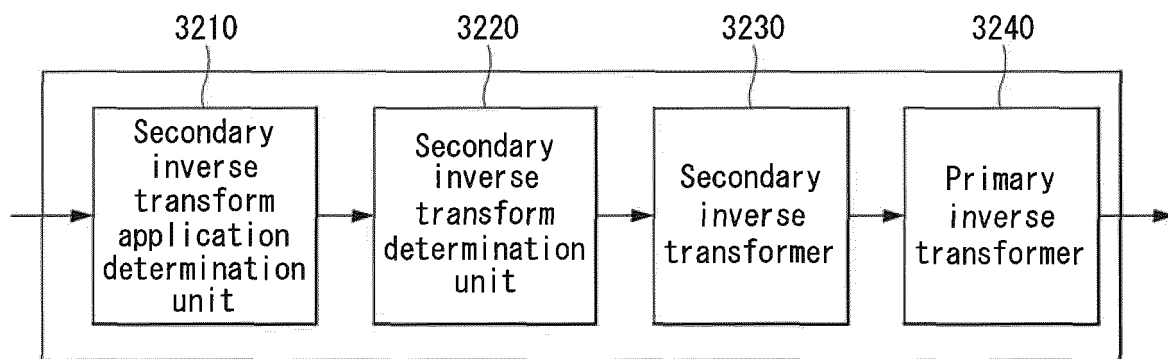 3210
3220
3230
3240
Secondary
inverse
transform
application
determination
unit
Secondary
inverse
transform
determination
unit
Secondary
inverse
transformer
Primary
inverse
transformer